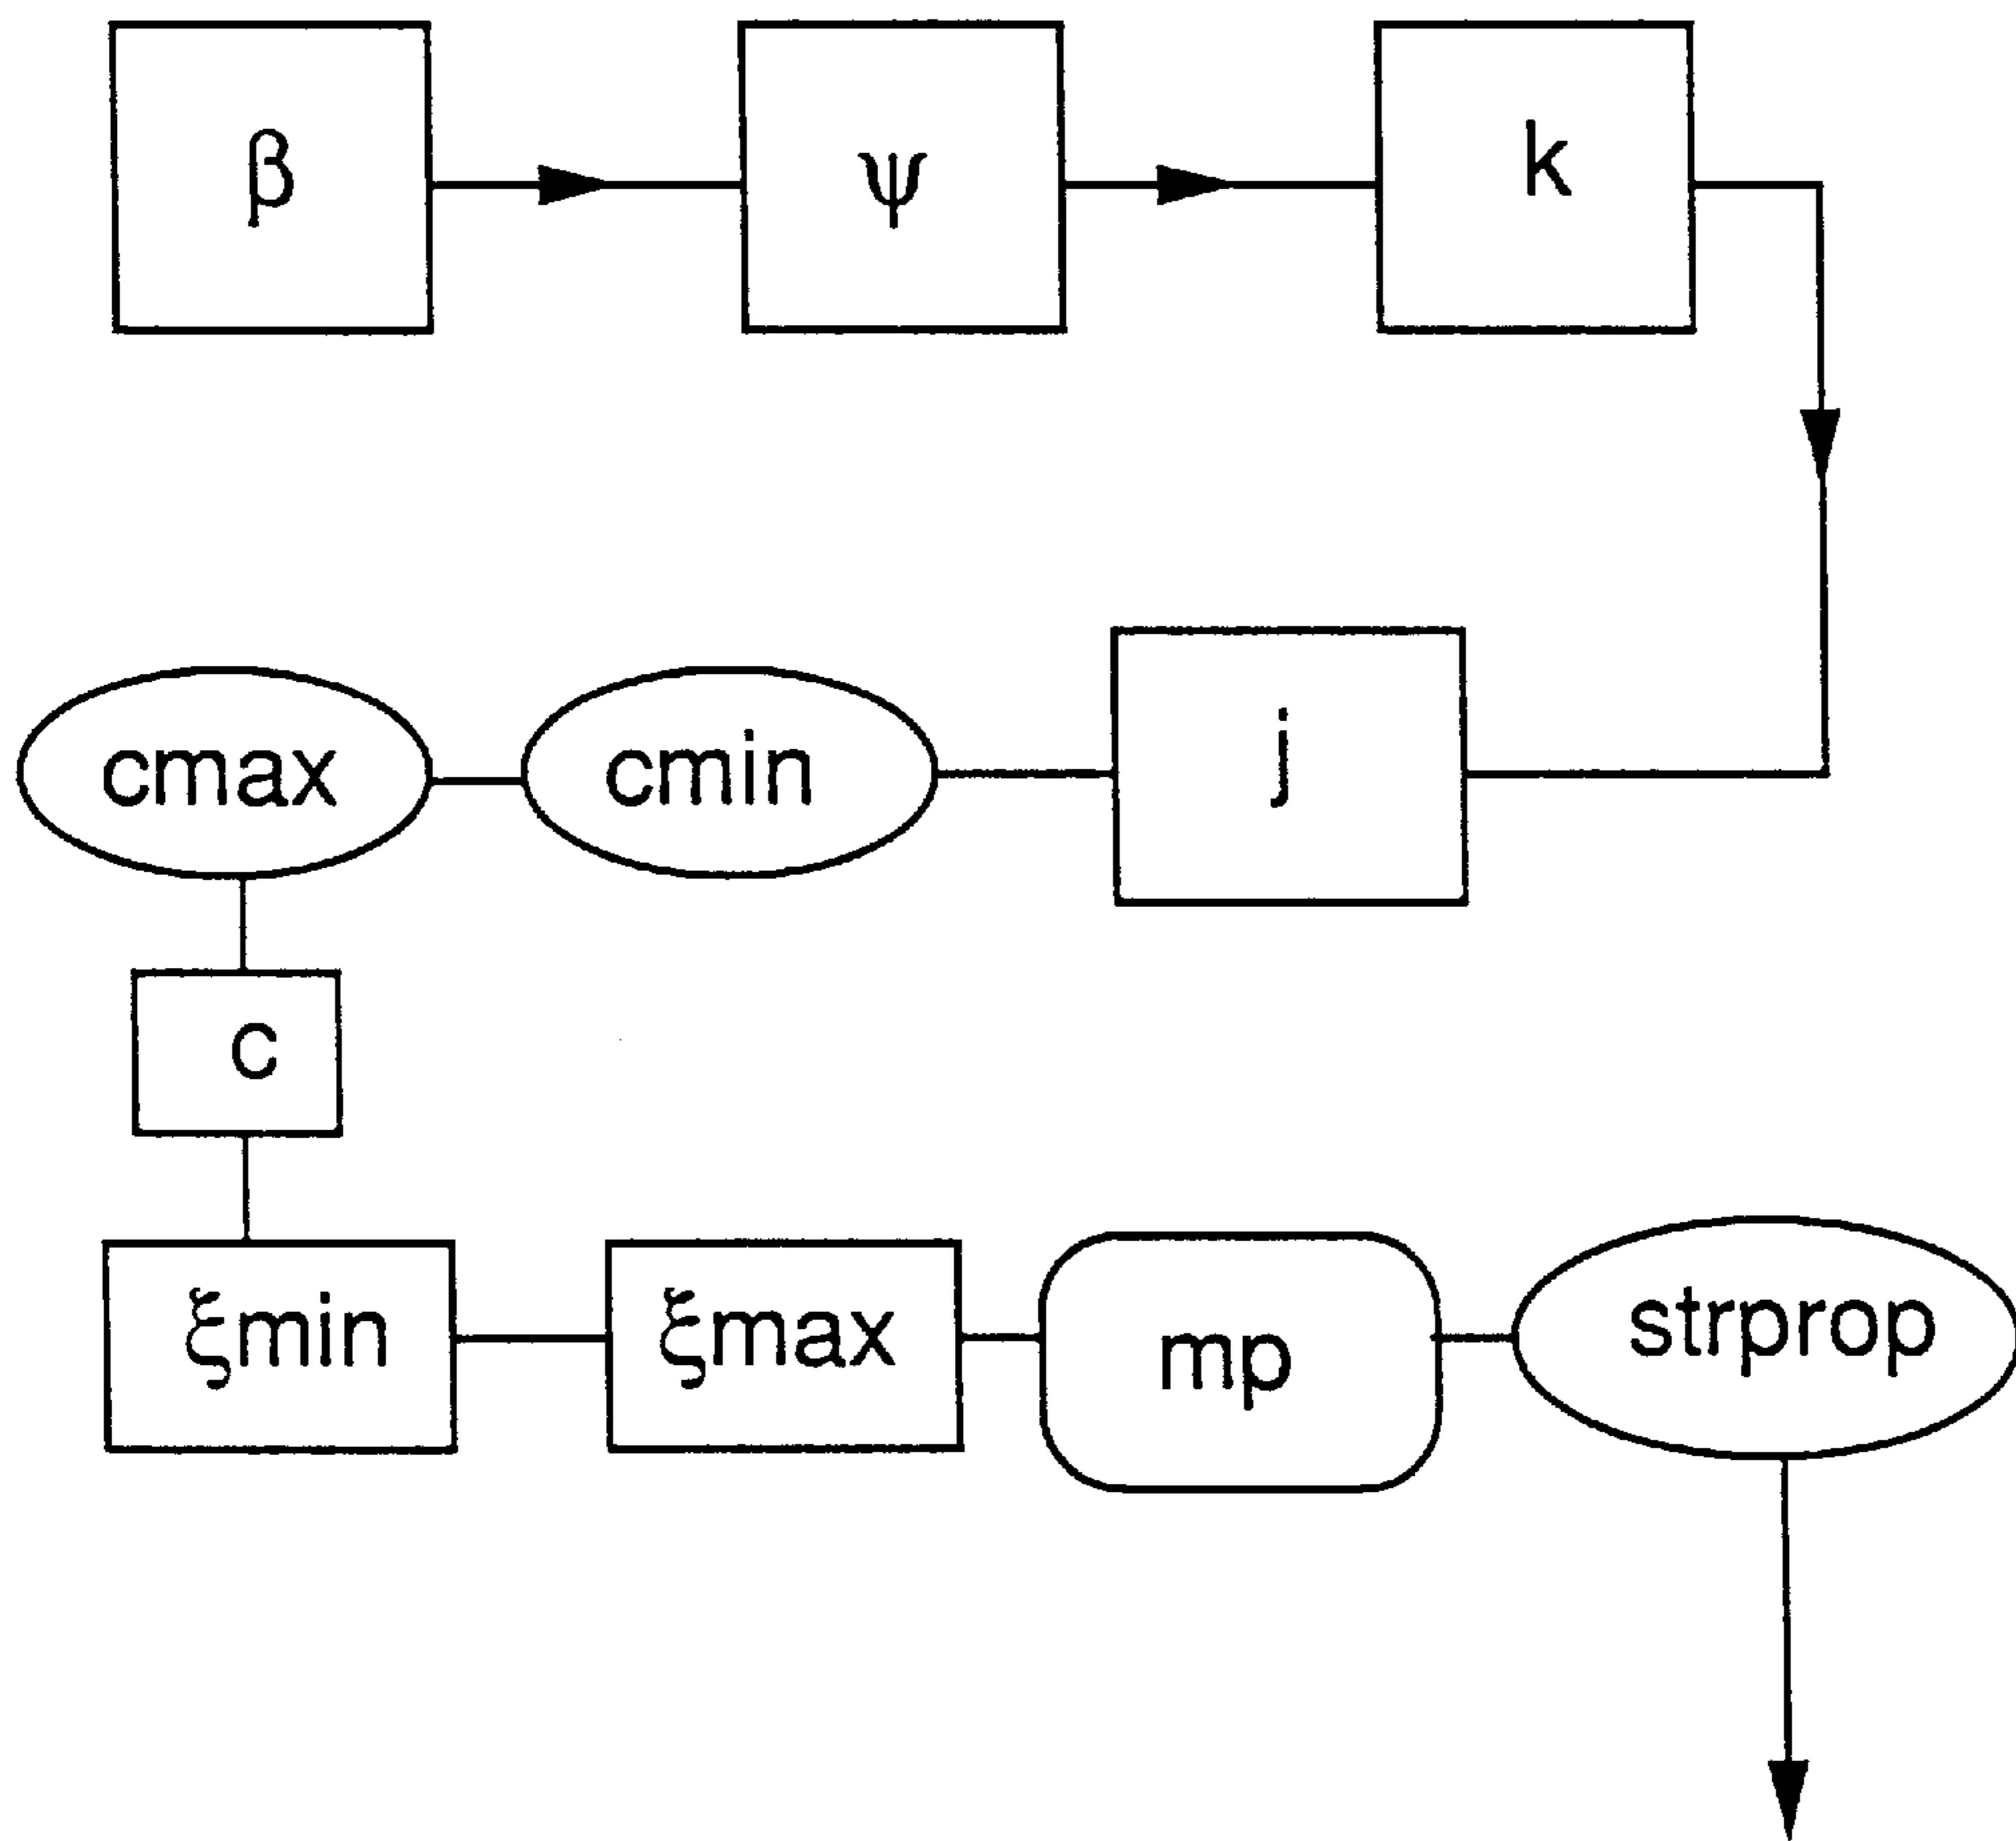 β ψ k
cmax cmin j
c
ξmin ξmax mp strprop